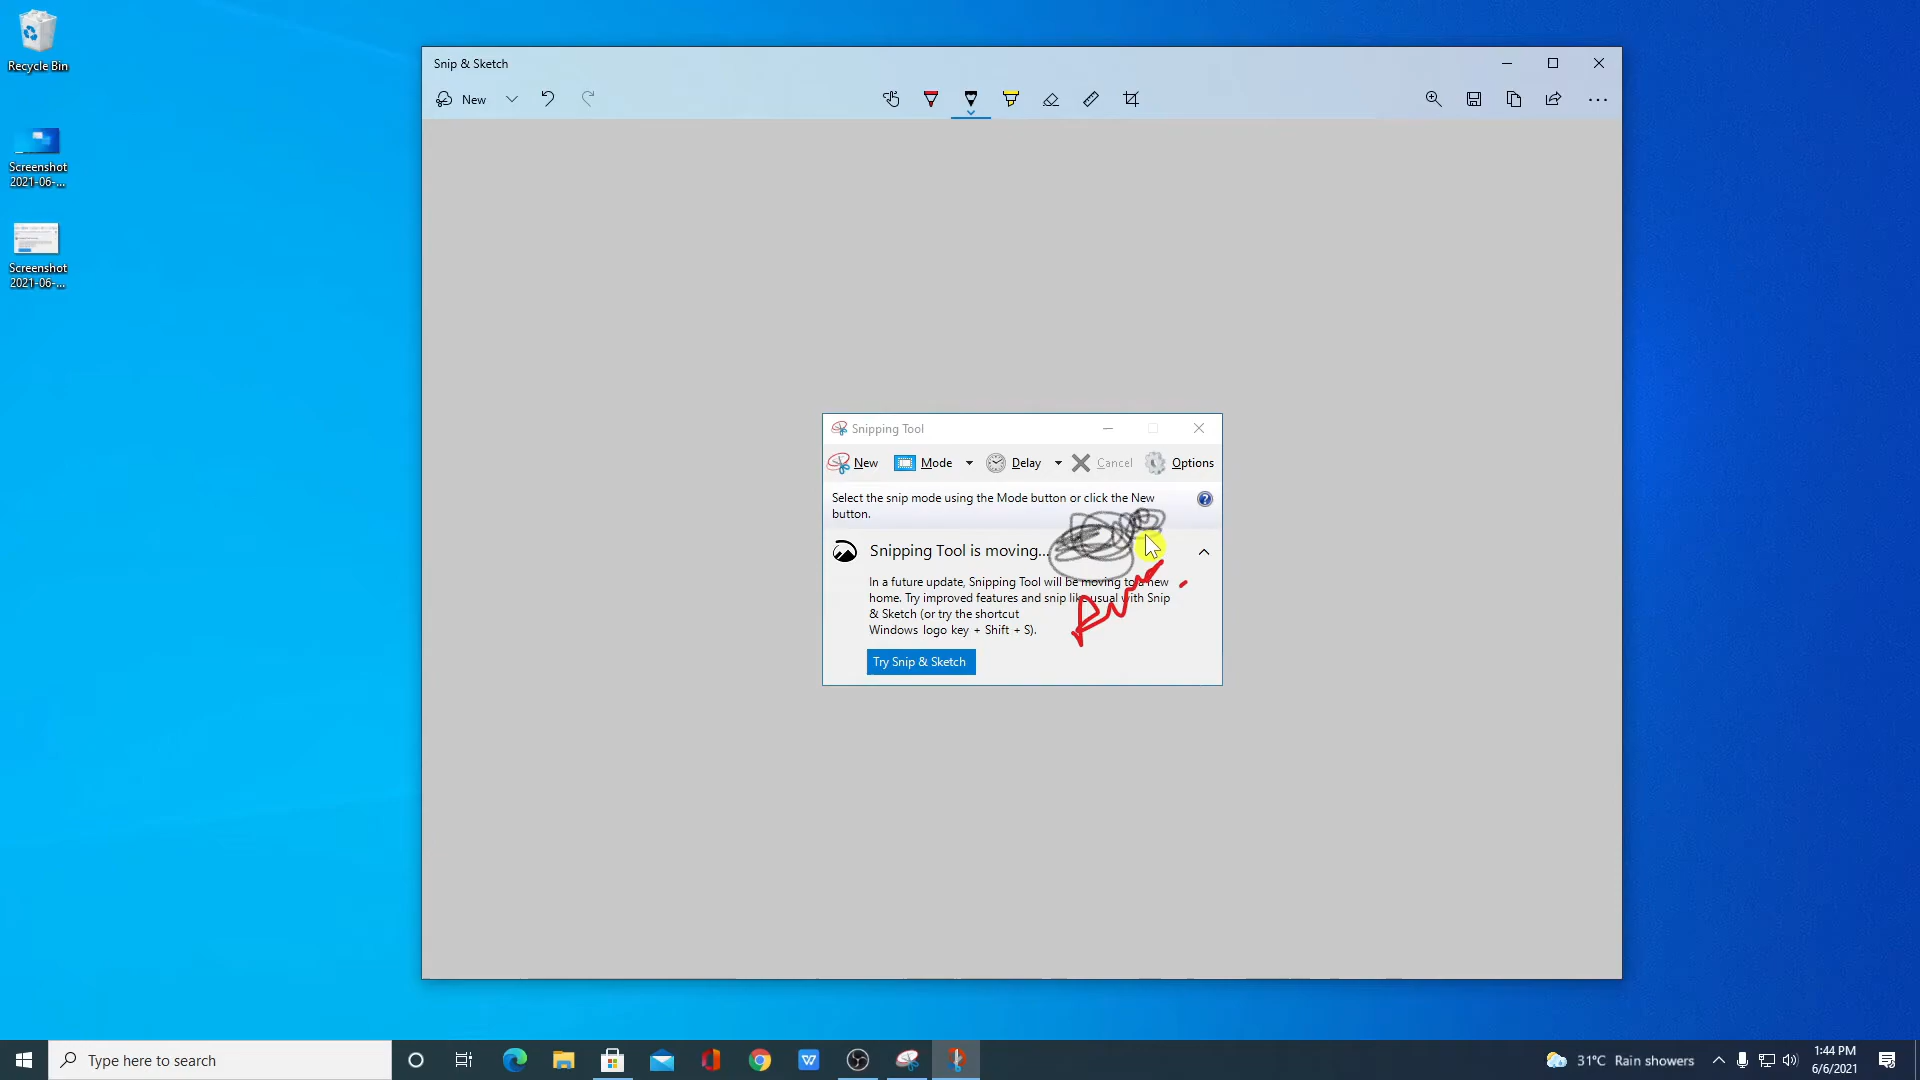 Recycle Bin
Screenshot
2021-06-...
Screenshot
2021-06-...
Snip & Sketch
New
Snipping Tool
New Mode Delay Cancel Options
Select the snip mode using the Mode button or click the New
button.
Snipping Tool is moving...
In a future update, Snipping Tool will be moving to a new
home. Try improved features and snip like usual with Snip
& Sketch (or try the shortcut
Windows logo key + Shift + S).
Try Snip & Sketch
Type here to search
31°C Rain showers
1:44 PM
6/6/2021